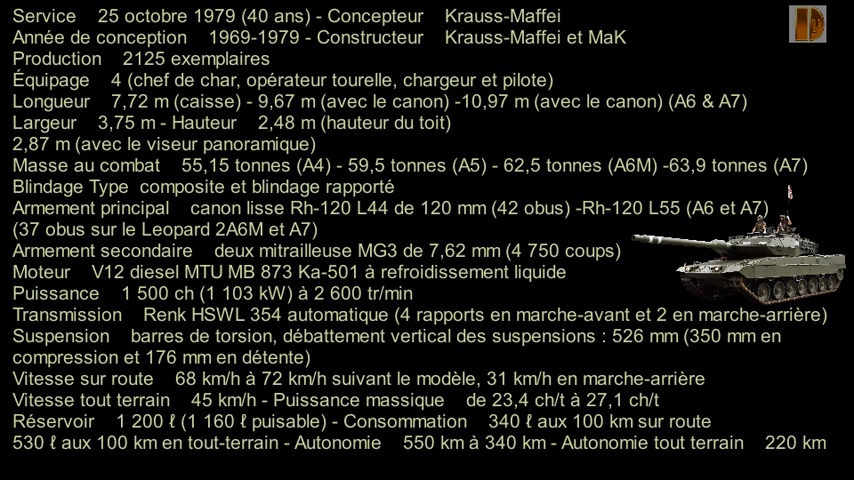 Service 25 octobre 1979 (40 ans) - Concepteur Krauss-Maffei
Année de conception 1969-1979 - Constructeur Krauss-Maffei et MaK
Production 2125 exemplaires
Équipage 4 (chef de char, opérateur tourelle, chargeur et pilote)
Longueur 7,72 m (caisse) - 9,67 m (avec le canon) -10,97 m (avec le canon) (A6 & A7)
Largeur 3,75 m - Hauteur 2,48 m (hauteur du toit)
2,87 m (avec le viseur panoramique)
Masse au combat 55,15 tonnes (A4) - 59,5 tonnes (A5) - 62,5 tonnes (A6M) -63,9 tonnes (A7)
Blindage Type composite et blindage rapporté
Armement principal canon lisse Rh-120 L44 de 120 mm (42 obus) -Rh-120 L55 (A6 et A7)
(37 obus sur le Leopard 2A6M et A7)
Armement secondaire deux mitrailleuse MG3 de 7,62 mm (4 750 coups)
Moteur V12 diesel MTU MB 873 Ka-501 à refroidissement liquide
Puissance 1 500 ch (1 103 kW) à 2 600 tr/min
Transmission Renk HSWL 354 automatique (4 rapports en marche-avant et 2 en marche-arrière)
Suspension barres de torsion, débattement vertical des suspensions : 526 mm (350 mm en
compression et 176 mm en détente)
Vitesse sur route 68 km/h à 72 km/h suivant le modèle, 31 km/h en marche-arrière
Vitesse tout terrain 45 km/h - Puissance massique de 23,4 ch/t à 27,1 ch/t
Réservoir 1 200 ℓ (1 160 ℓ puisable) - Consommation 340 ℓ aux 100 km sur route
530 ℓ aux 100 km en tout-terrain - Autonomie 550 km à 340 km - Autonomie tout terrain 220 km